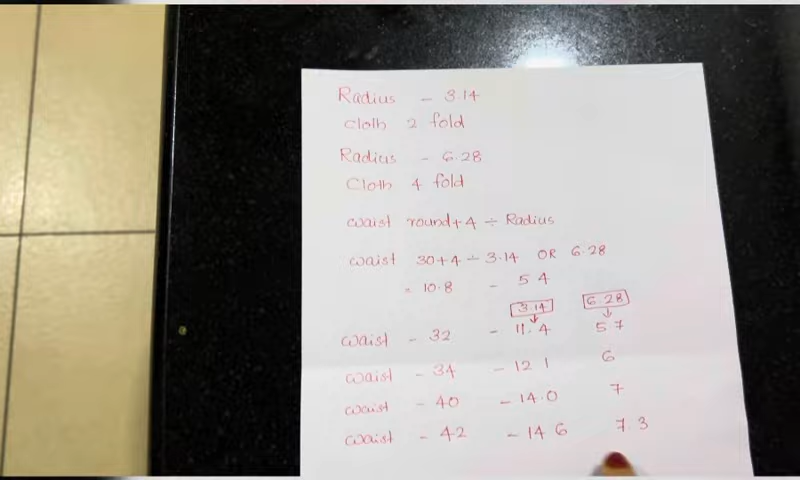 Radius - 3.14
Cloth 2 fold
Radius - 6.28
Cloth 4 fold
waist round + 4 ÷ Radius
waist 30+4 ÷ 3.14 OR 6.28
= 10.8 - 5.4
3.14 6.28
waist - 32 - 11.4 5.7
waist - 34 - 12.1 6
waist - 40 - 14.0 7
waist - 42 - 14.6 7.3